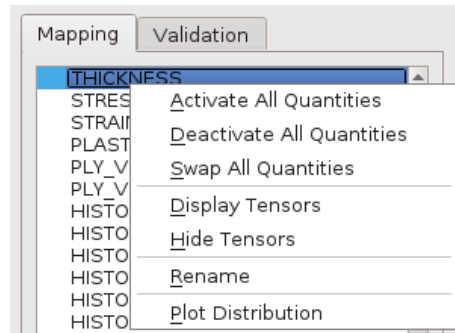 Mapping Validation
THICKNESS
STRES
Activate All Quantities
STRAI
Deactivate All Quantities
PLAST
PLY_V
Swap All Quantities
PLY_V
HISTO
Display Tensors
HISTO
Hide Tensors
HISTO
HISTO
Rename
HISTO
HISTO
Plot Distribution